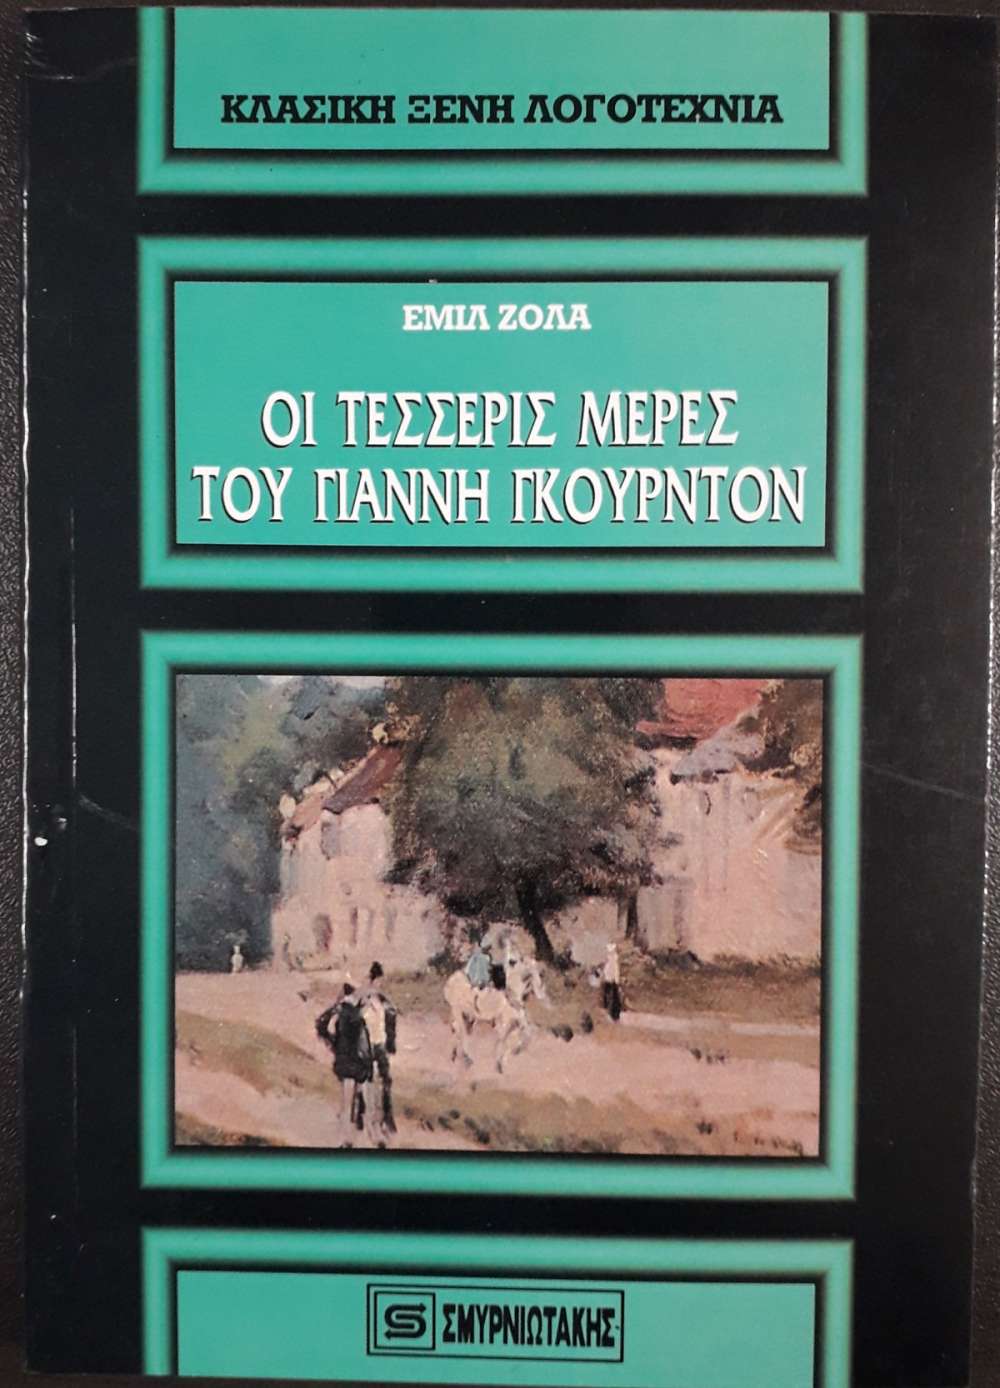 ΚΛΑΣΙΚΗ ΞΕΝΗ ΛΟΓΟΤΕΧΝΙΑ
ΕΜΙΛ ΖΟΛΑ
ΟΙ ΤΕΣΣΕΡΙΣ ΜΕΡΕΣ
ΤΟΥ ΓΙΑΝΝΗ ΓΚΟΥΡΝΤΟΝ
S ΣΜΥΡΝΙΩΤΑΚΗΣ